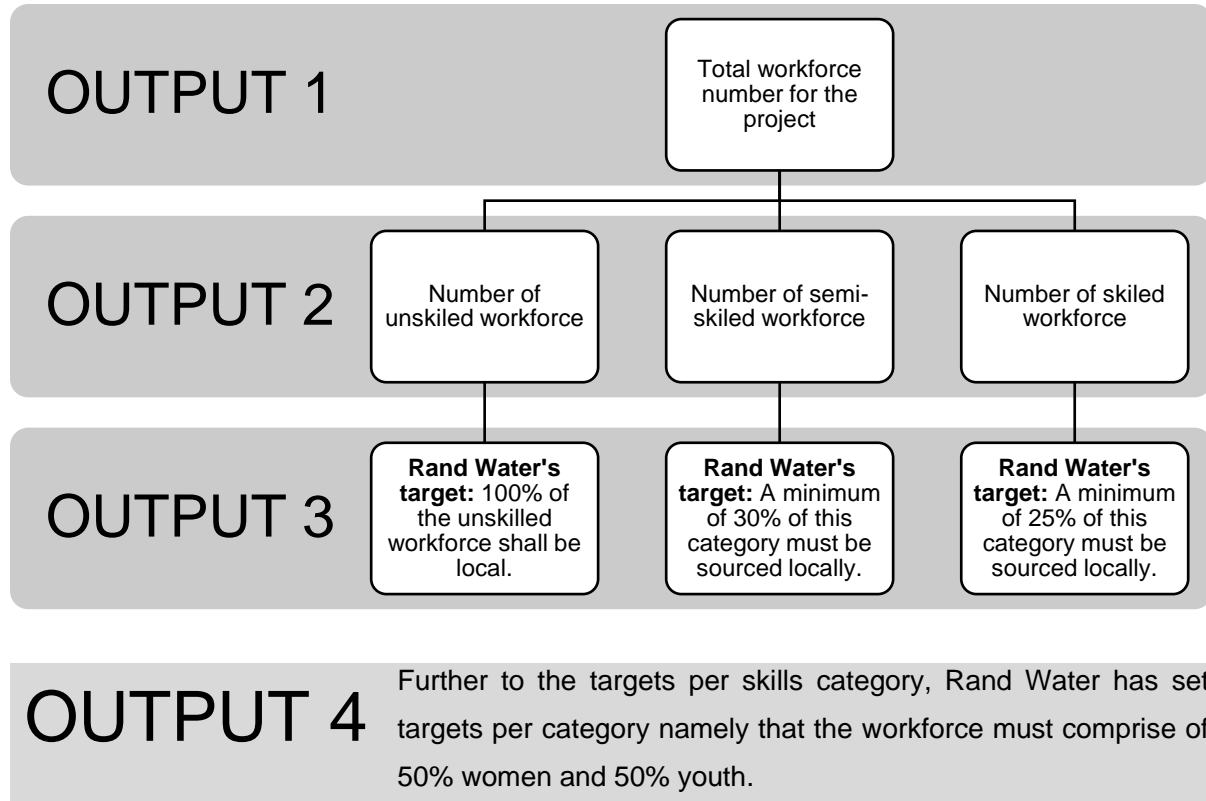 OUTPUT 1
Total workforce
number for the
project
OUTPUT 2
Number of
unskiled workforce
Number of semi-
skiled workforce
Number of skiled
workforce
OUTPUT 3
Rand Water's
target: 100% of
the unskilled
workforce shall be
local.
Rand Water's
target: A minimum
of 30% of this
category must be
sourced locally.
Rand Water's
target: A minimum
of 25% of this
category must be
sourced locally.
OUTPUT 4
Further to the targets per skills category, Rand Water has set
targets per category namely that the workforce must comprise of
50% women and 50% youth.